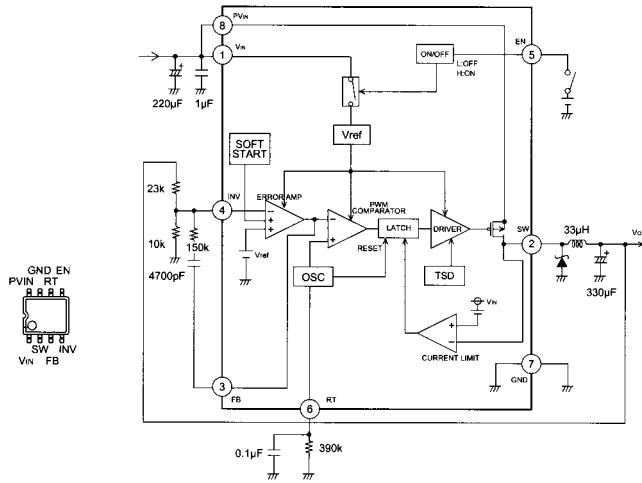 PVIN
8
VIN
1
ON/OFF
EN
5
L:OFF
H:ON
220μF
1μF
Vref
SOFT
START
23k
4
INV
ERROR AMP
PWM
COMPARATOR
LATCH
DRIVER
RESET
10k
150k
4700pF
Vref
OSC
TSD
SW
2
33μH
Vo
330μF
VIN
CURRENT LIMIT
GND EN
PVIN RT
SW INV
VIN FB
3
FB
6
RT
7
GND
0.1μF
390k
- + +
- +
+ -
+
+